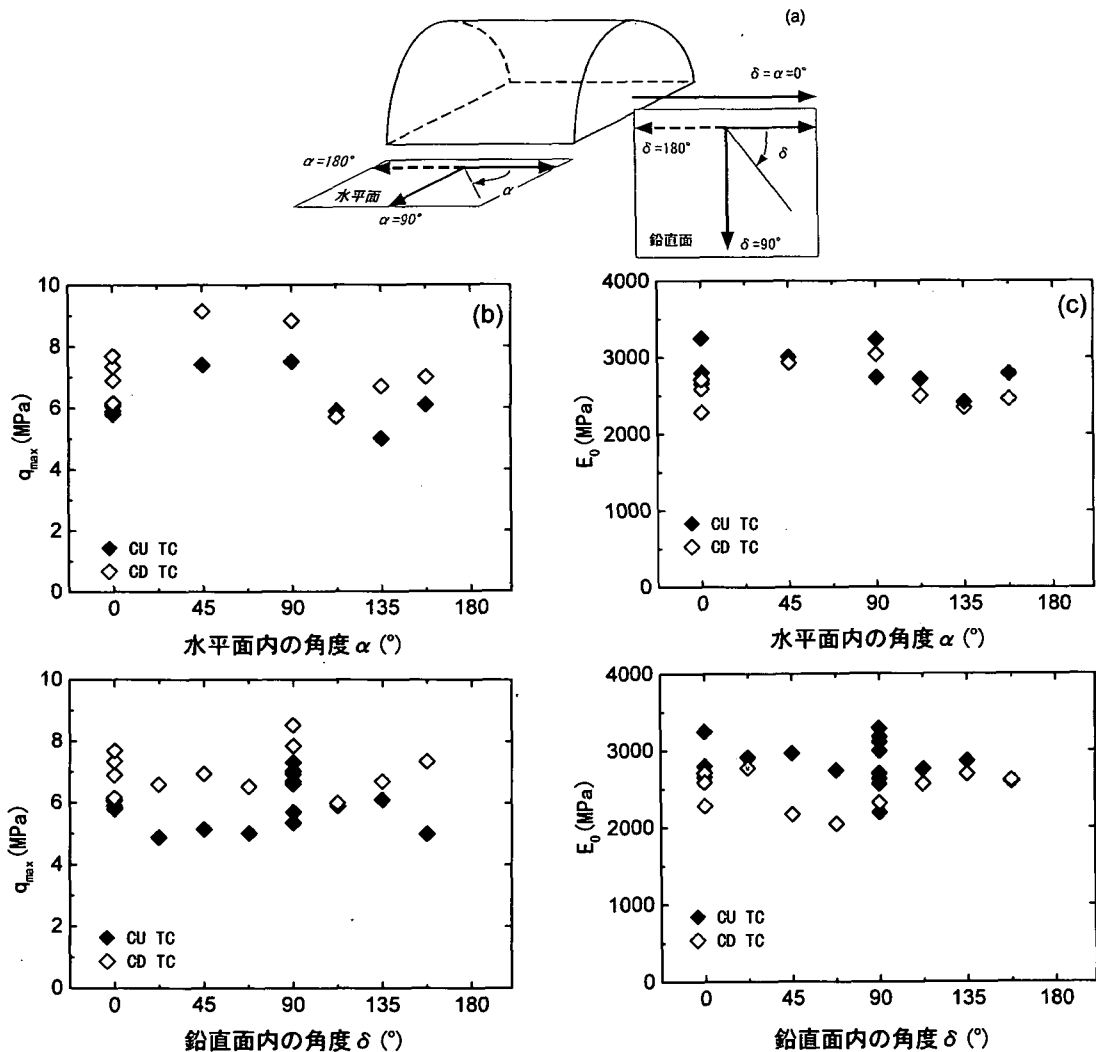 (a)
δ=α=0°
α=180°
α
水平面
α=90°
δ=180°
δ
鉛直面
δ=90°
(b)
10
8
6
4
2
0
q_max (MPa)
◆ CU TC
◇ CD TC
0 45 90 135 180
水平面内の角度 α (°)
(c)
4000
3000
2000
1000
0
E_0 (MPa)
◆ CU TC
◇ CD TC
0 45 90 135 180
水平面内の角度 α (°)
10
8
6
4
2
0
q_max (MPa)
◆ CU TC
◇ CD TC
0 45 90 135 180
鉛直面内の角度 δ (°)
4000
3000
2000
1000
0
E_0 (MPa)
◆ CU TC
◇ CD TC
0 45 90 135 180
鉛直面内の角度 δ (°)